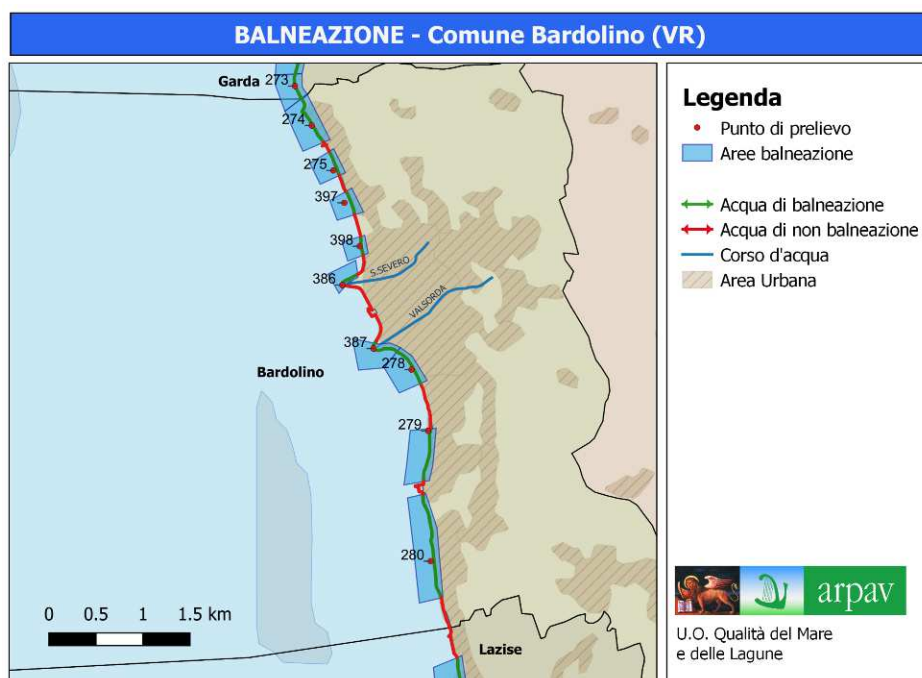 BALNEAZIONE - Comune Bardolino (VR)
Garda
273
274
275
397
398
386
S.SEVERO
VALSORDA
387
278
Bardolino
279
280
0 0.5 1 1.5 km
Lazise
Legenda
Punto di prelievo
Aree balneazione
Acqua di balneazione
Acqua di non balneazione
Corso d'acqua
Area Urbana
arpav
U.O. Qualità del Mare
e delle Lagune